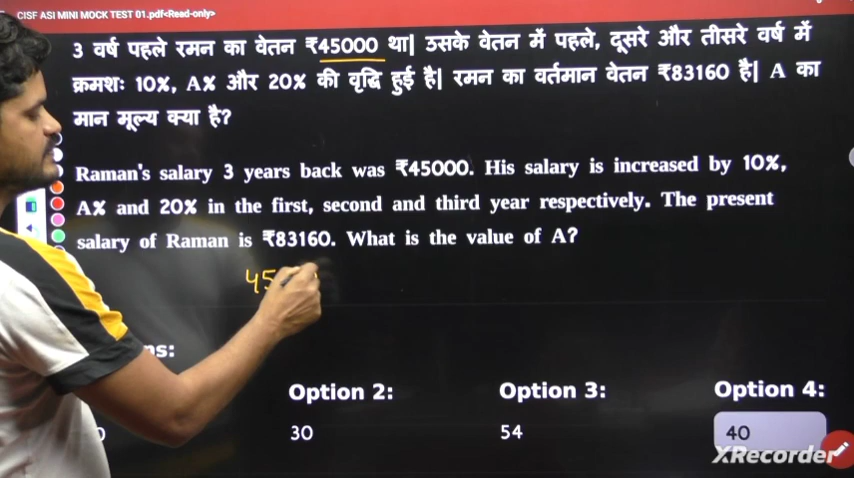 CISF ASI MINI MOCK TEST 01.pdf<Read-only>
3 वर्ष पहले रमन का वेतन ₹45000 था| उसके वेतन में पहले, दूसरे और तीसरे वर्ष में
क्रमशः 10%, A% और 20% की वृद्धि हुई है| रमन का वर्तमान वेतन ₹83160 है| A का
मान मूल्य क्या है?
Raman's salary 3 years back was ₹45000. His salary is increased by 10%,
A% and 20% in the first, second and third year respectively. The present
salary of Raman is ₹83160. What is the value of A?
45
Option 2: Option 3: Option 4:
30 54 40
XRecorder